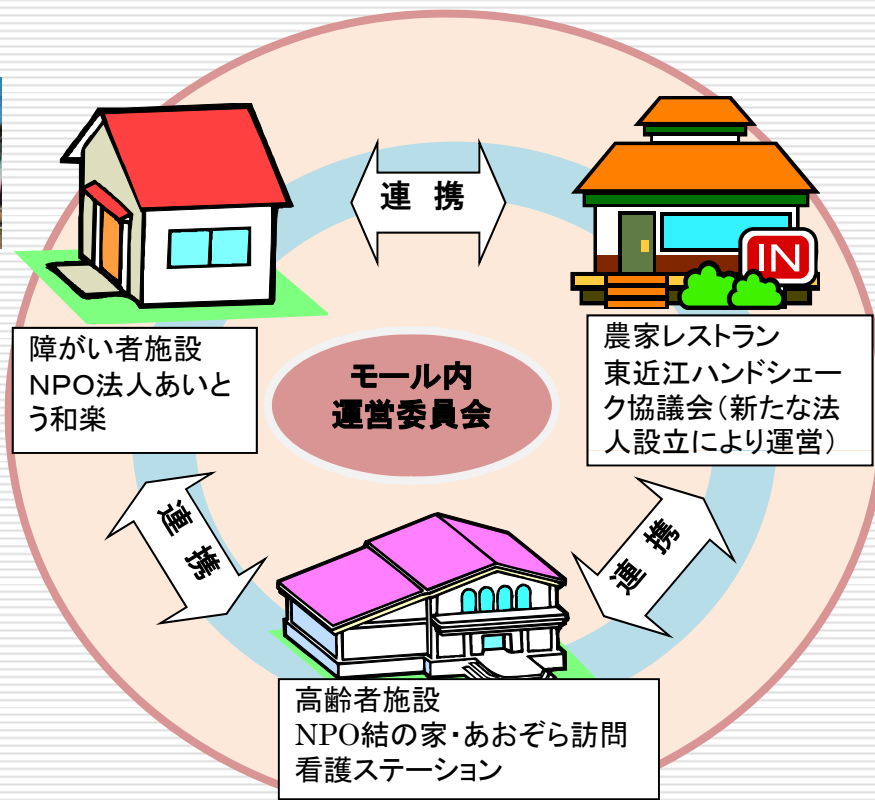 連 携
IN
障がい者施設
NPO法人あいと
う和楽
モール内
運営委員会
農家レストラン
東近江ハンドシェー
ク協議会(新たな法
人設立により運営)
連 携
連 携
高齢者施設
NPO結の家・あおぞら訪問
看護ステーション